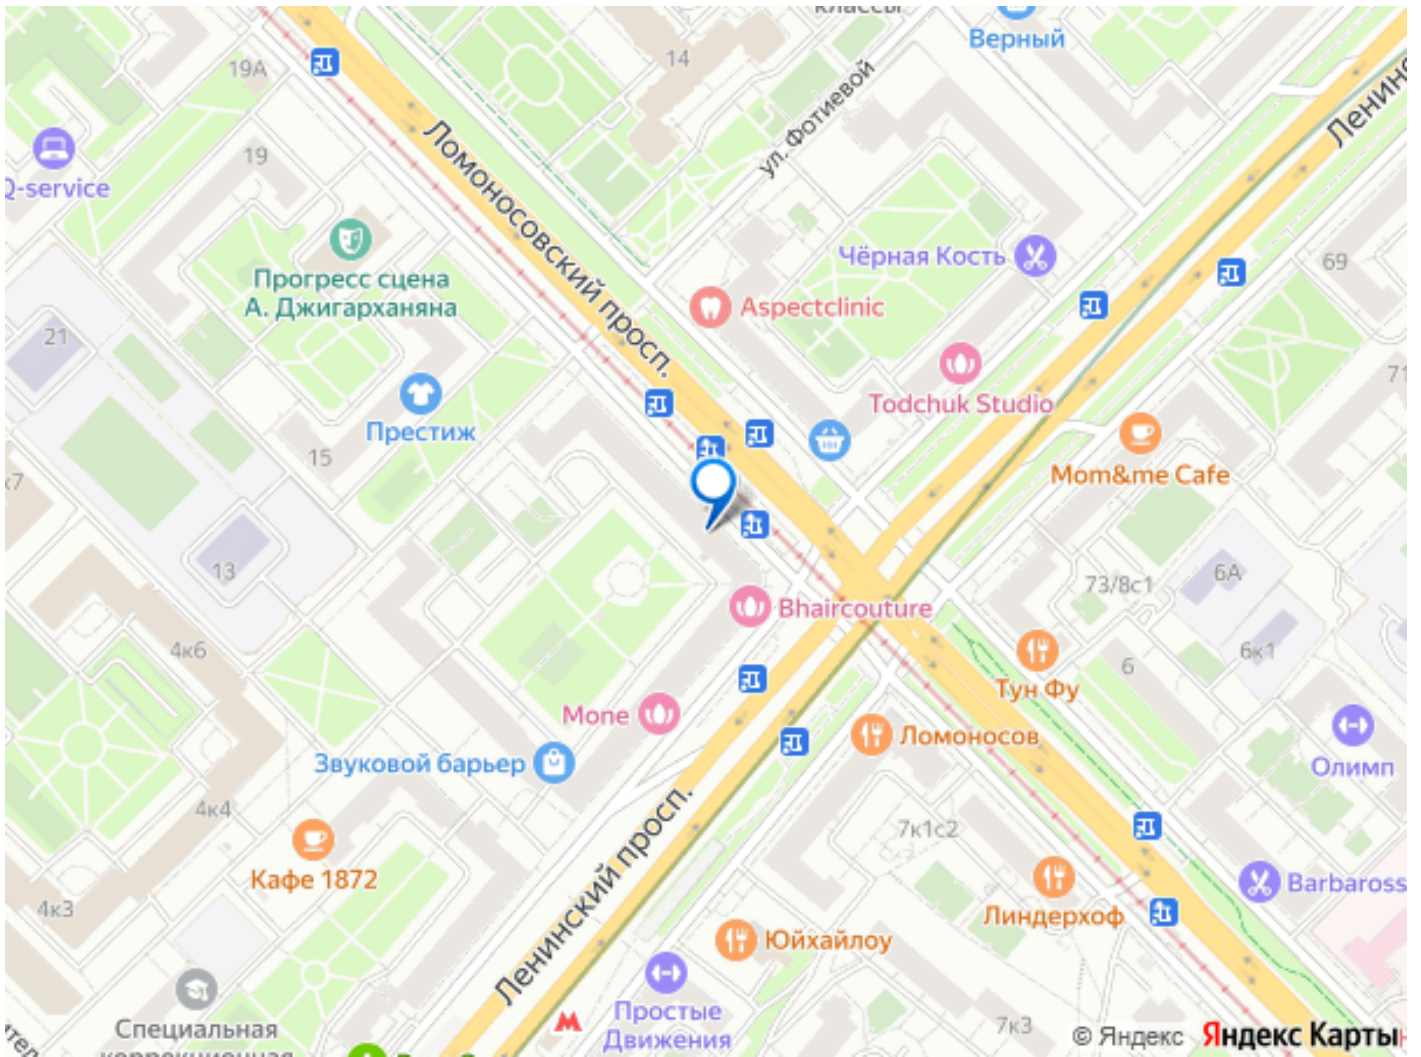 классы
Верный
14
19А
ул. Фотиевой
Ломоносовский просп.
19
Q-service
Чёрная Кость
69
Прогресс сцена
А. Джигарханяна
Aspectclinic
21
Престиж
Todchuk Studio
71
15
Mom&me Cafe
к7
13
73/8с1
6А
Bhaircouture
4к6
6к1
6
Тун Фу
Mone
Ломоносов
Звуковой барьер
Олимп
4к4
Ленинский просп.
7к1с2
Кафе 1872
Barbaross
4к3
Линдерхоф
Юйхайлоу
Простые
Движения
Специальная
коррекционная
7к3
© Яндекс Яндекс Карты